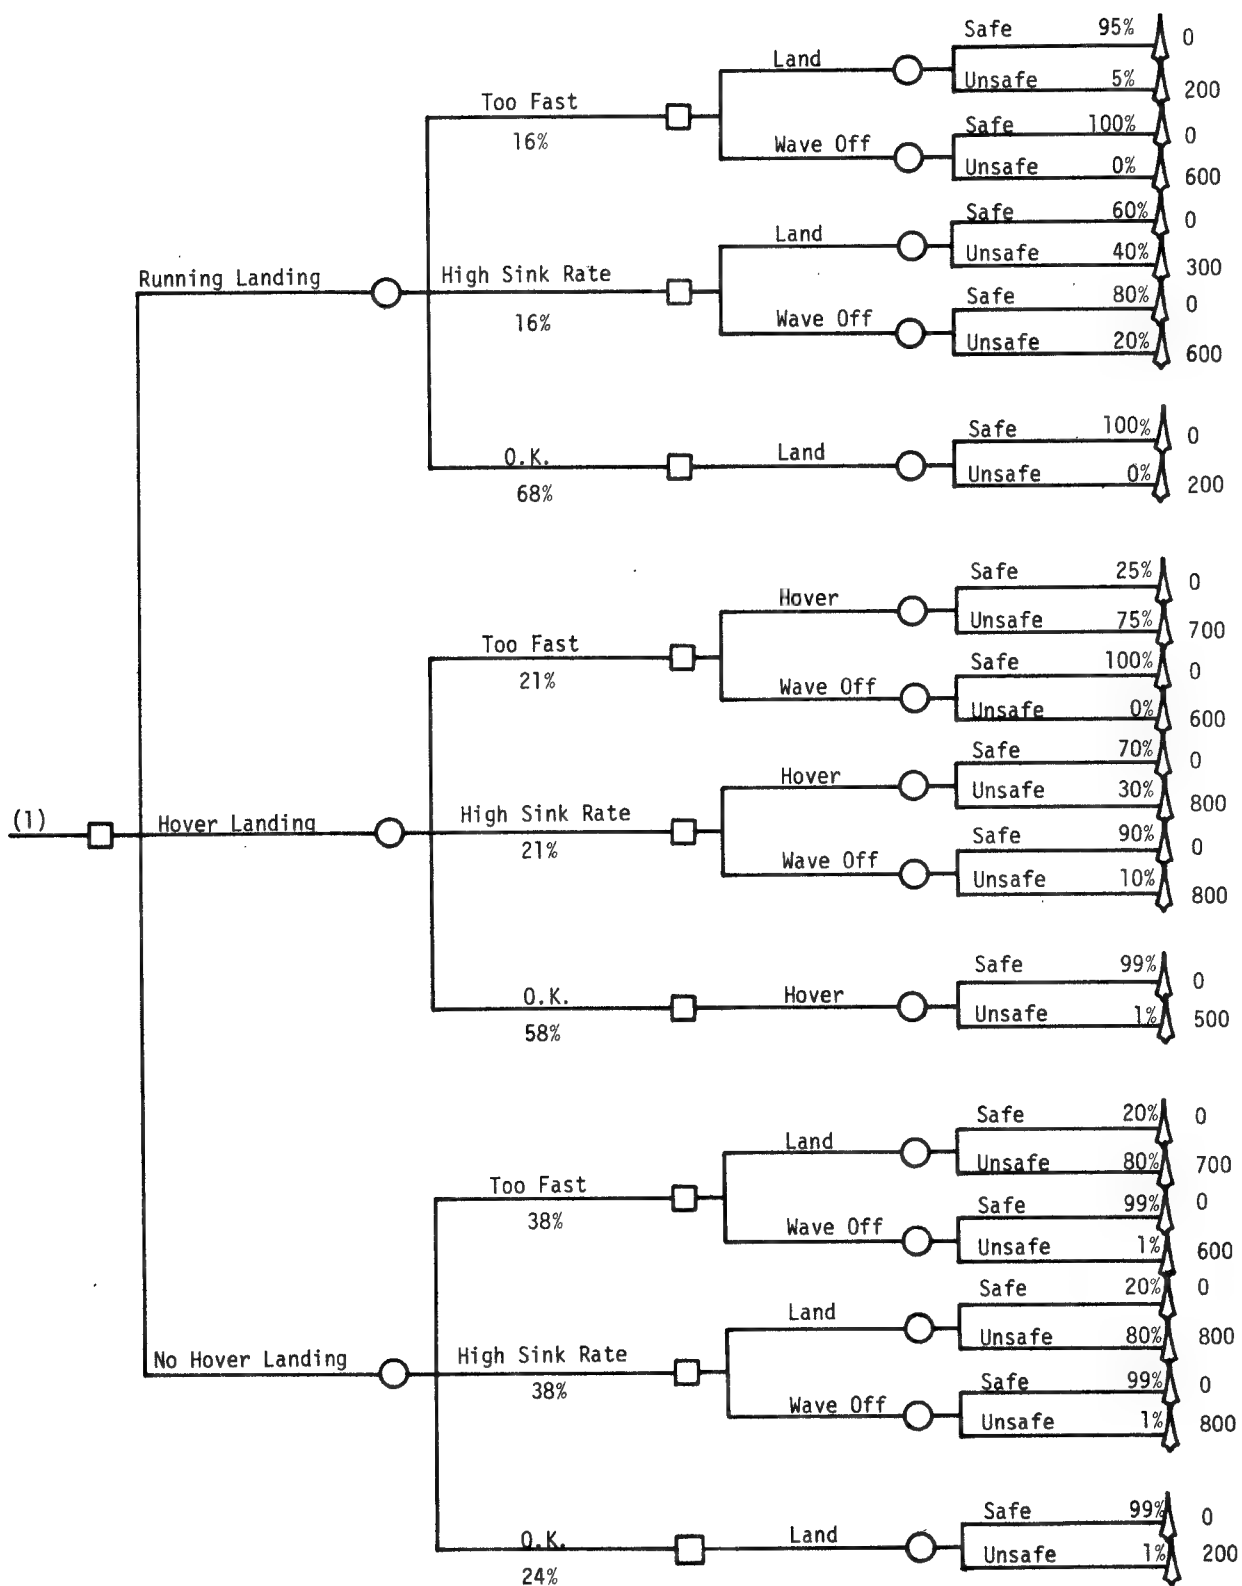 Safe 95% 0
Land
Unsafe 5% 200
Too Fast
16%
Safe 100% 0
Wave Off
Unsafe 0% 600
Safe 60% 0
Land
Unsafe 40% 300
Running Landing
High Sink Rate
16%
Safe 80% 0
Wave Off
Unsafe 20% 600
Safe 100% 0
O.K.
Land
Unsafe 0% 200
68%
Safe 25% 0
Hover
Unsafe 75% 700
Too Fast
21%
Safe 100% 0
Wave Off
Unsafe 0% 600
Safe 70% 0
Hover
Unsafe 30% 800
(1)
Hover Landing
High Sink Rate
21%
Safe 90% 0
Wave Off
Unsafe 10% 800
Safe 99% 0
O.K.
Hover
Unsafe 1% 500
58%
Safe 20% 0
Land
Unsafe 80% 700
Too Fast
38%
Safe 99% 0
Wave Off
Unsafe 1% 600
Safe 20% 0
Land
Unsafe 80% 800
No Hover Landing
High Sink Rate
38%
Safe 99% 0
Wave Off
Unsafe 1% 800
Safe 99% 0
O.K.
Land
Unsafe 1% 200
24%